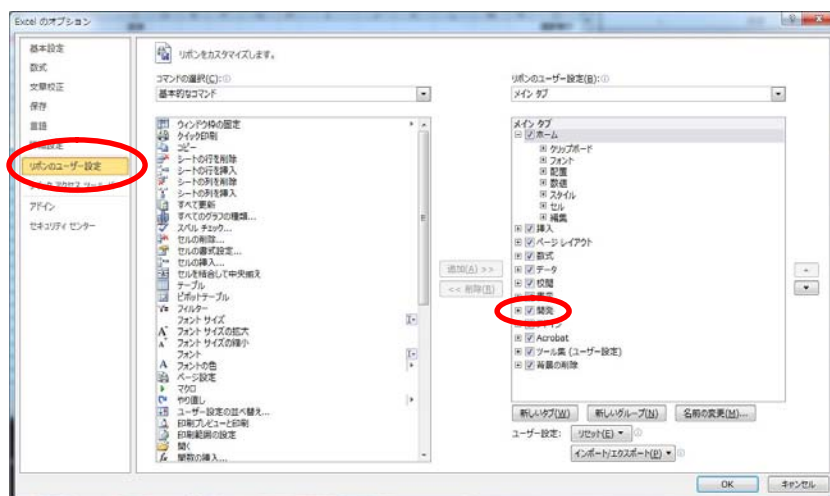 Excel のオプション
基本設定
数式
文章校正
保存
言語
詳細設定
リボンのユーザー設定
アドイン
セキュリティ センター
リボンをカスタマイズします。
コマンドの選択(C):
基本的なコマンド
ウィンドウ枠の固定
クイック印刷
コピー
シートの行を削除
シートの行を挿入
シートの列を削除
シートの列を挿入
すべて更新
すべてのグラフの種類...
スペル チェック...
セルの削除...
セルの書式設定...
セルの挿入...
セルを結合して中央揃え
テーブル
ピボットテーブル
フィルター
フォント サイズ
フォント サイズの拡大
フォント サイズの縮小
フォント
フォントの色
ページ設定
マクロ
やり直し
ユーザー設定の並べ替え...
印刷プレビューと印刷
印刷範囲の設定
開く
関数の挿入...
追加(A) >>
<< 削除(R)
リボンのユーザー設定(B):
メイン タブ
メイン タブ
ホーム
クリップボード
フォント
配置
数値
スタイル
セル
編集
挿入
ページ レイアウト
数式
データ
校閲
開発
Acrobat
ツール集 (ユーザー設定)
背景の削除
新しいタブ(W)
新しいグループ(N)
名前の変更(M)...
ユーザー設定:
リセット(E)
インポート/エクスポート(P)
OK
キャンセル